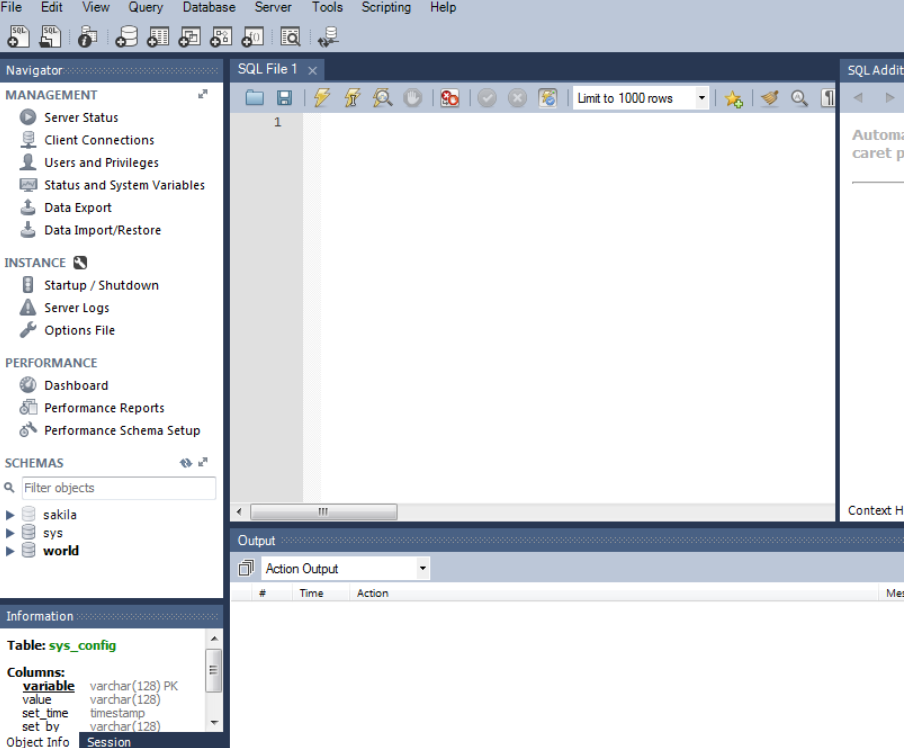 File Edit View Query Database Server Tools Scripting Help
SQL SQL
Navigator
MANAGEMENT
Server Status
Client Connections
Users and Privileges
Status and System Variables
Data Export
Data Import/Restore
INSTANCE
Startup / Shutdown
Server Logs
Options File
PERFORMANCE
Dashboard
Performance Reports
Performance Schema Setup
SCHEMAS
Filter objects
sakila
sys
world
Information
Table: sys_config
Columns:
variable varchar(128) PK
value varchar(128)
set_time timestamp
set_by varchar(128)
Object Info Session
SQL File 1
Limit to 1000 rows
1
Output
Action Output
# Time Action Mes
SQL Addit
Automa
caret p
Context H